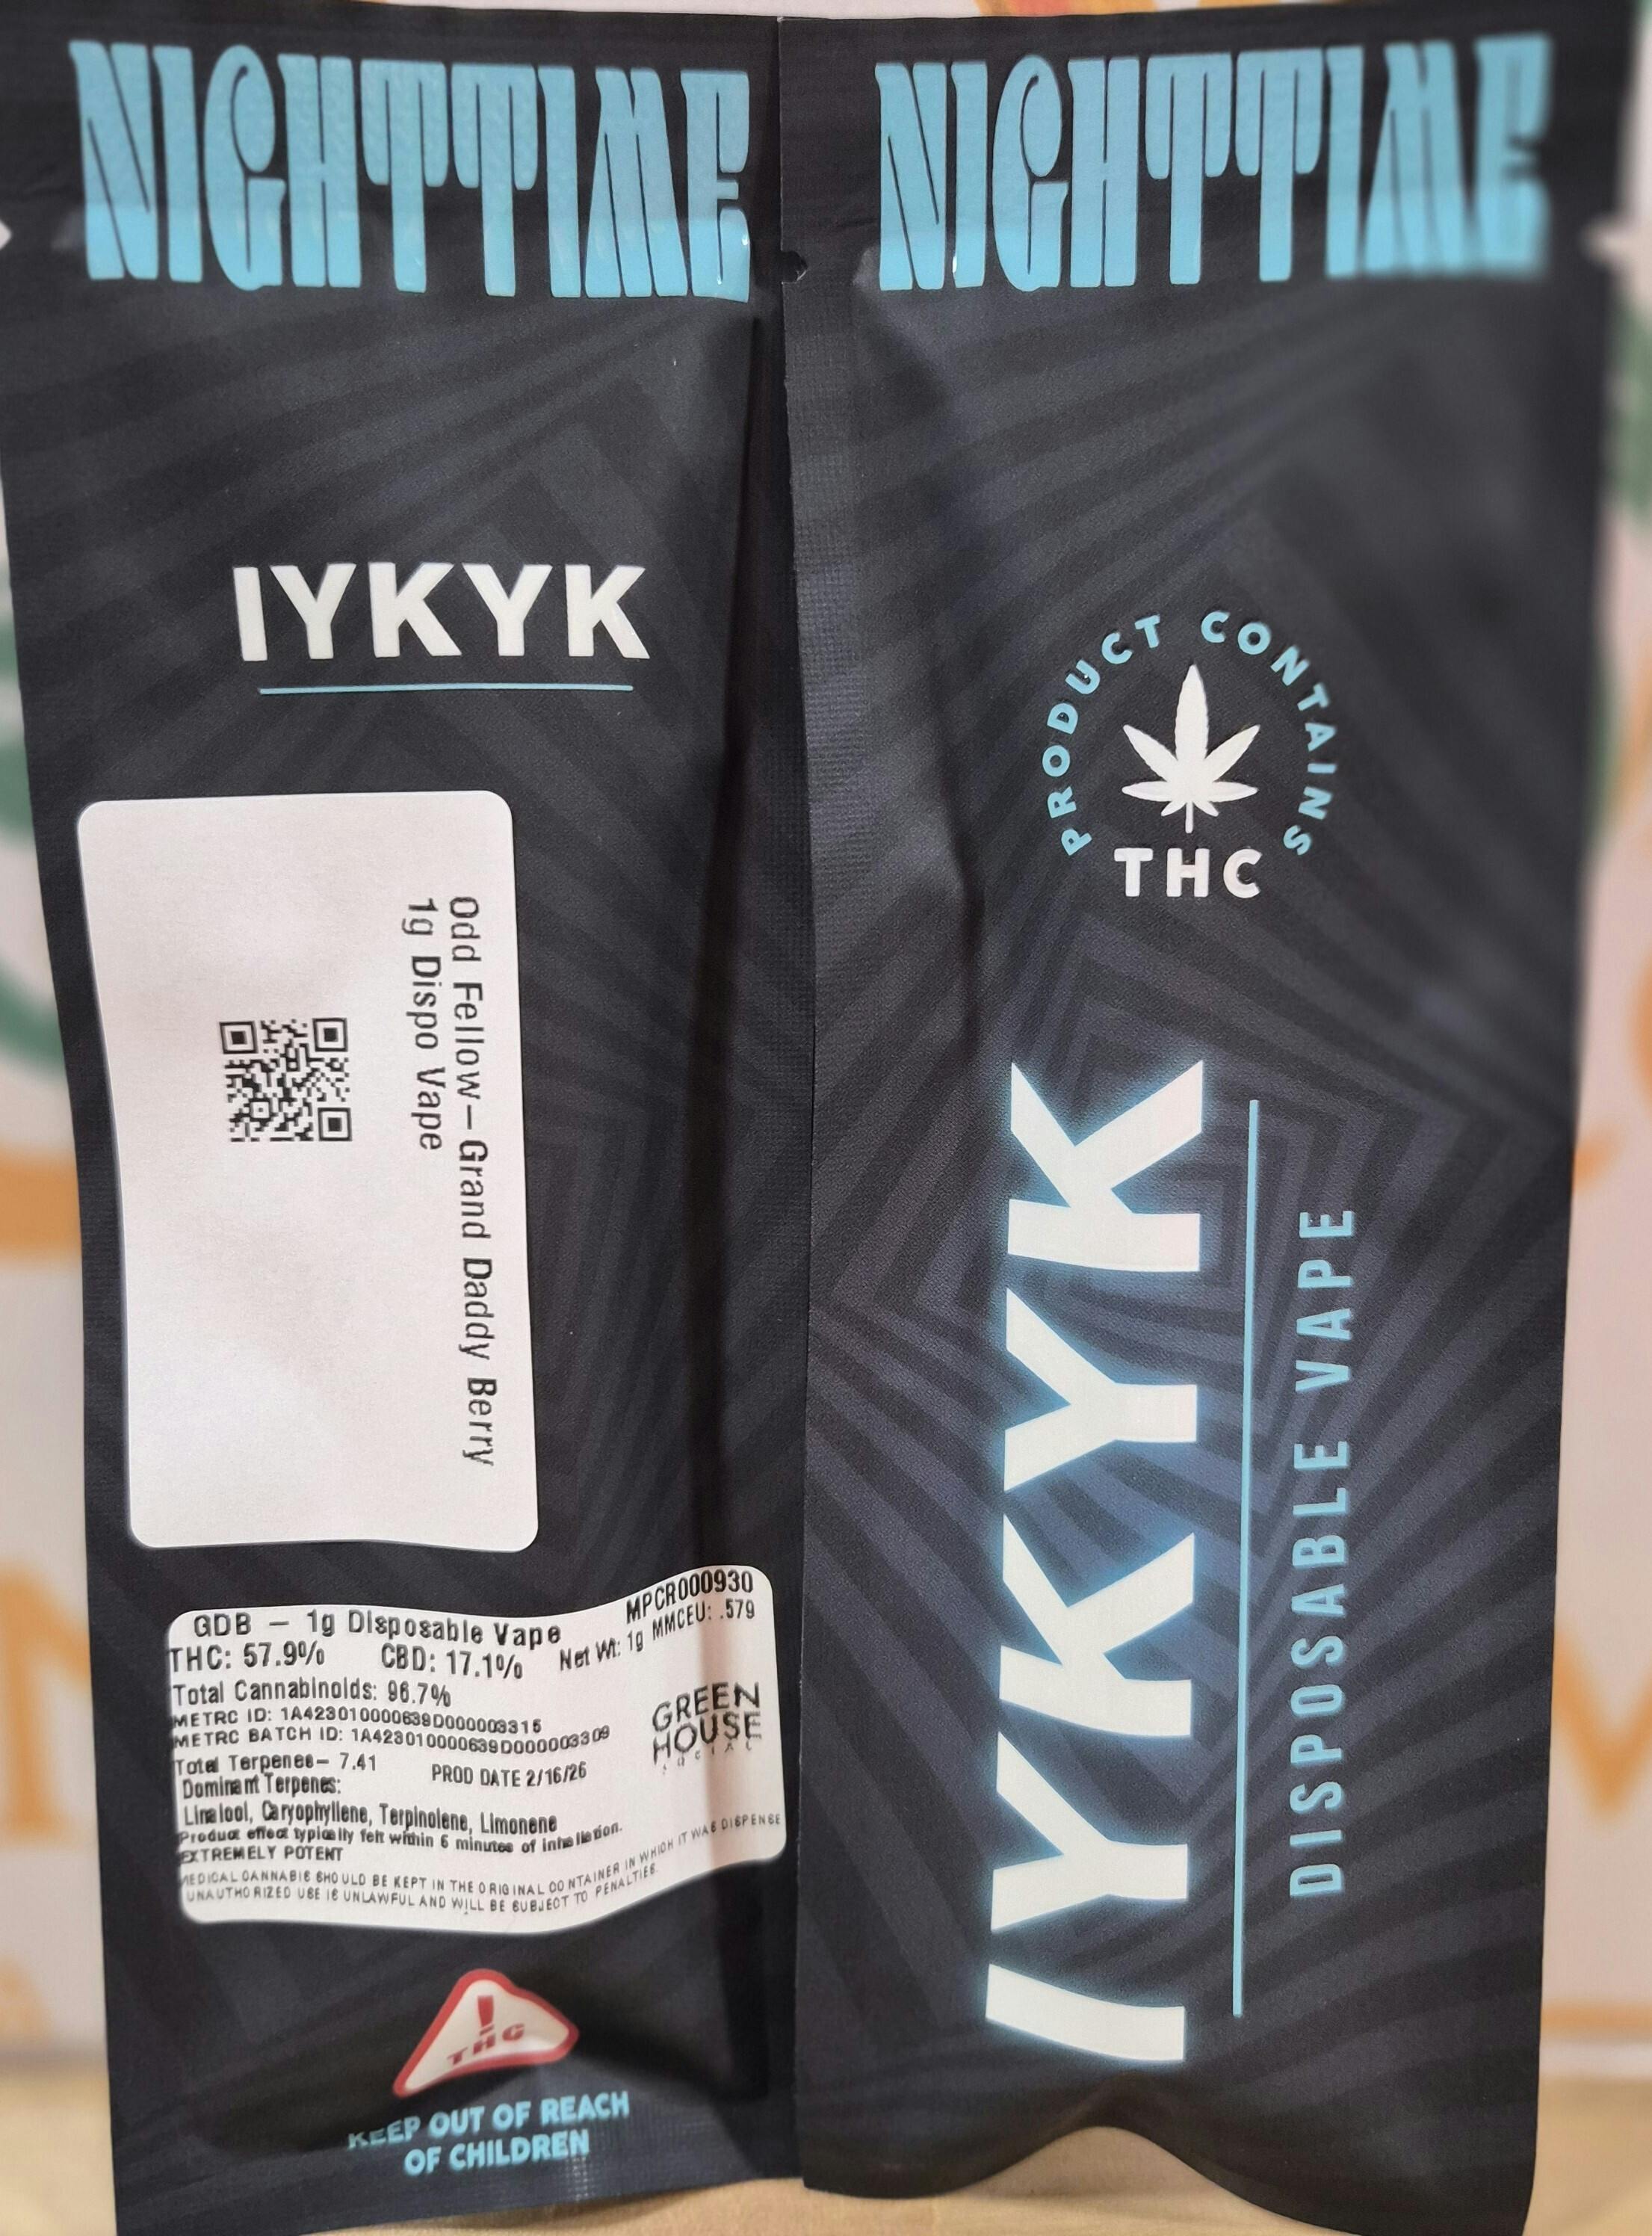 NIGHTTIME
IYKYK
Odd Fellow-Grand Daddy Berry
1g Dispo Vape
GDB - 1g Disposable Vape
MPCR000930
THC: 57.9% CBD: 17.1% Net Wt: 1g MMCEU: .579
Total Cannabinoids: 96.7%
METRC ID: 1A4230100000639D000003315
METRC BATCH ID: 1A4230100000639D000003309
GREEN
HOUSE
SOCIAL
Total Terpenes- 7.41
PROD DATE 2/16/26
Dominant Terpenes:
Linalool, Caryophyllene, Terpinolene, Limonene
Product effect typically felt within 5 minutes of inhalation.
EXTREMELY POTENT
MEDICAL CANNABIS SHOULD BE KEPT IN THE ORIGINAL CONTAINER IN WHICH IT WAS DISPENSE
UNAUTHORIZED USE IS UNLAWFUL AND WILL BE SUBJECT TO PENALTIES.
!
THC
KEEP OUT OF REACH
OF CHILDREN
NIGHTTIME
PRODUCT CONTAINS
THC
IYKYK
DISPOSABLE VAPE